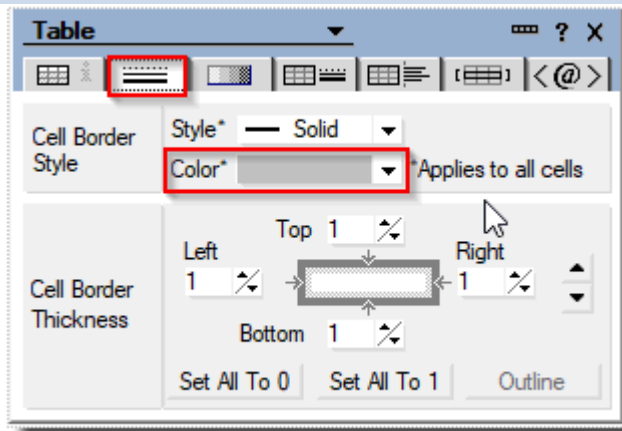 Table ?
<@>
Cell Border Style
Style* Solid
Color* *Applies to all cells
Cell Border Thickness
Top 1
Left 1
Right 1
Bottom 1
Set All To 0 Set All To 1 Outline